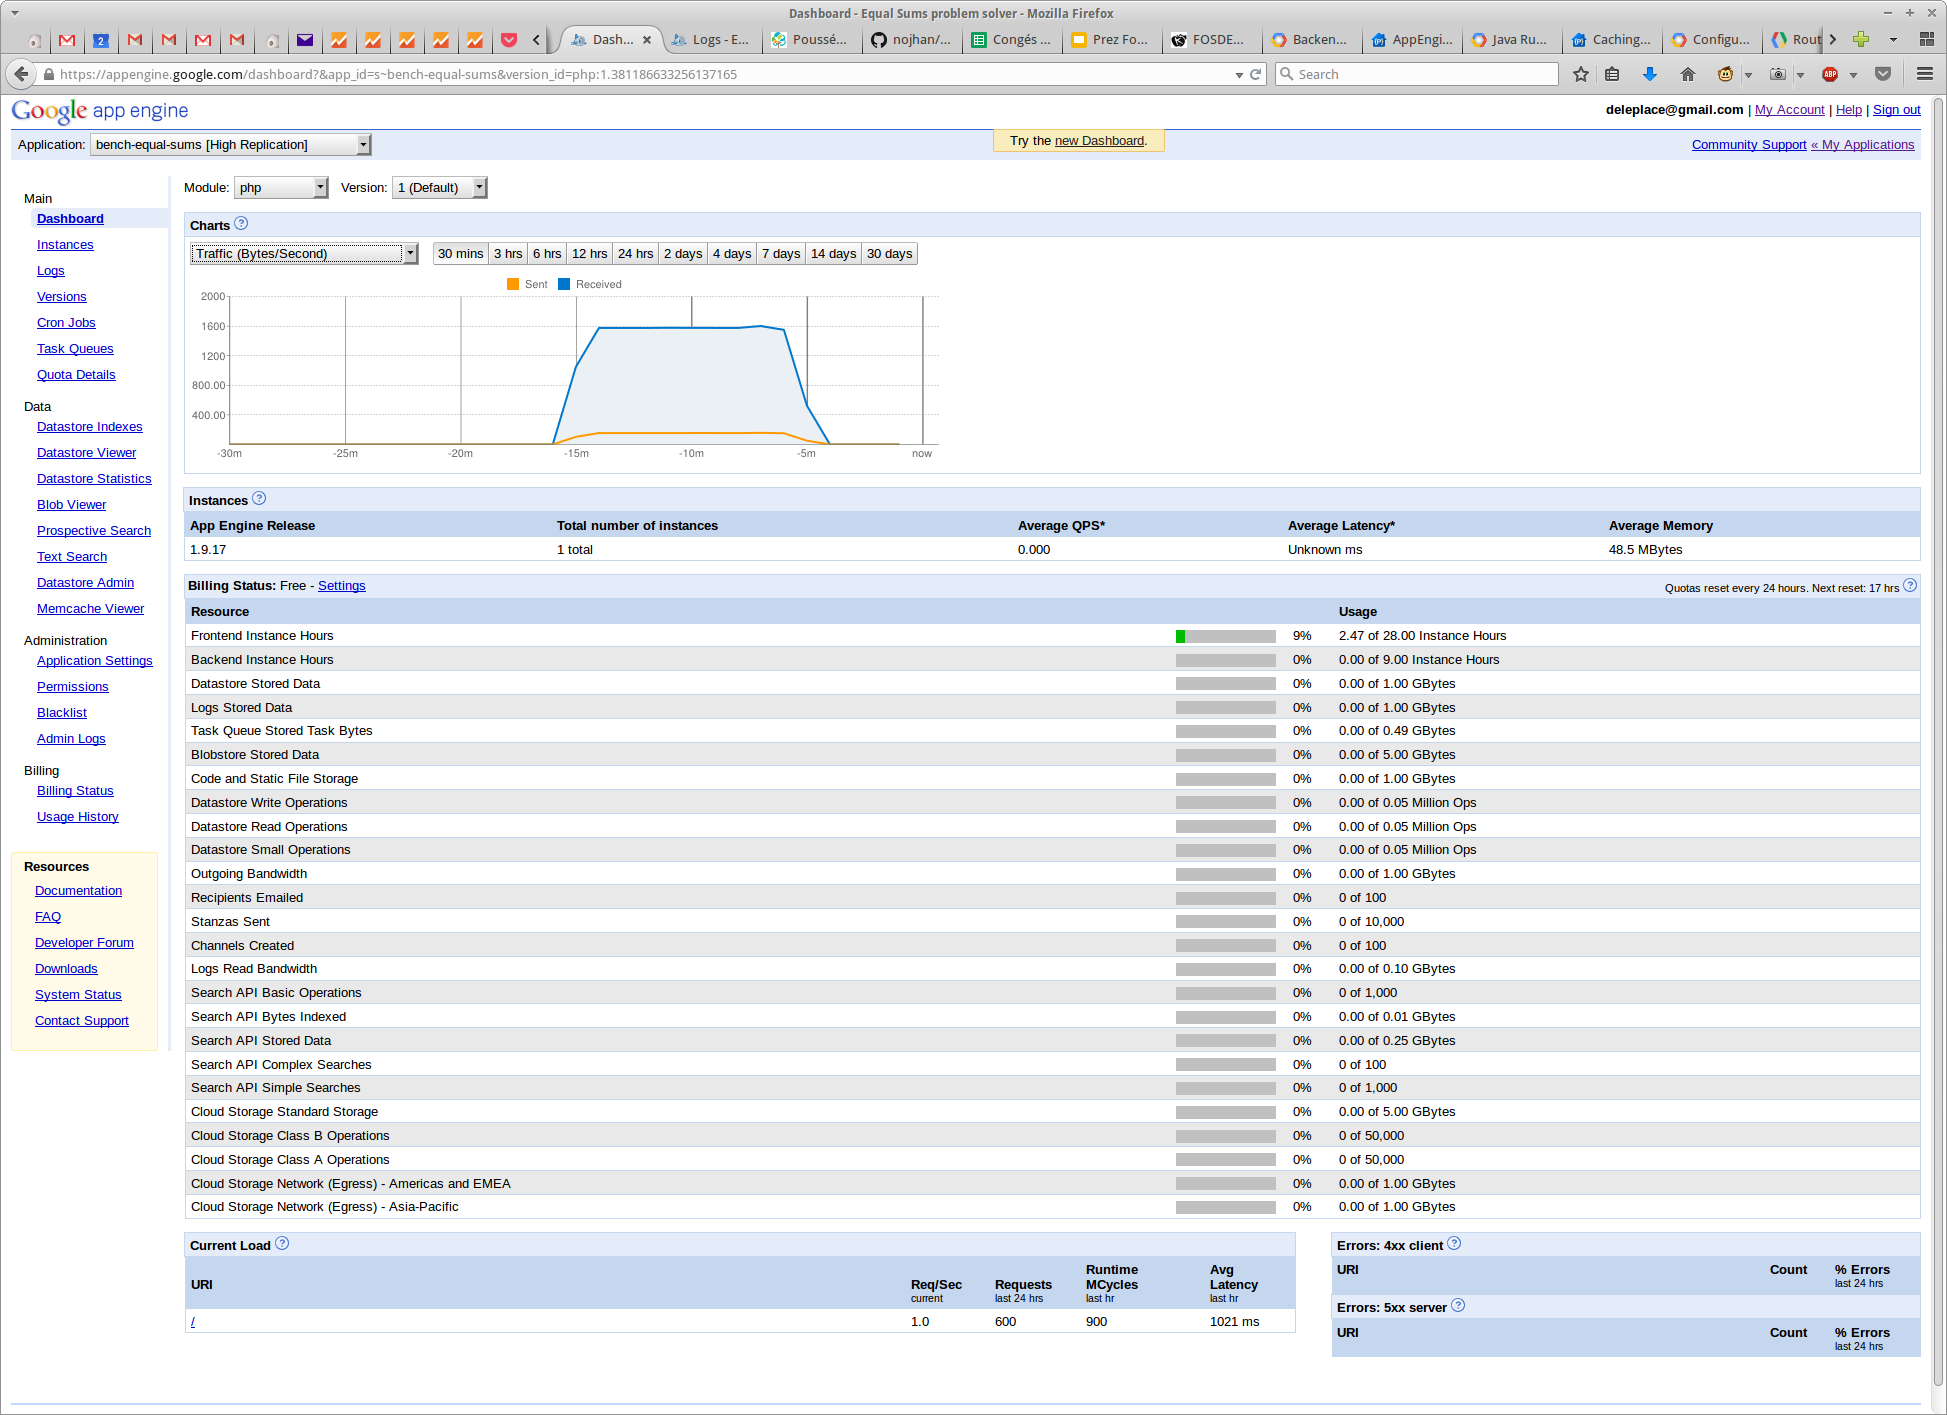 Dashboard - Equal Sums problem solver - Mozilla Firefox
2 Dash... Logs - E... Poussé... nojhan/... Congés ... Prez Fo... FOSDE... Backen... AppEngi... Java Ru... Caching... Configu... Rout
https://appengine.google.com/dashboard?&app_id=s~bench-equal-sums&version_id=php:1.381186633256137165 Search ABP
Google app engine
deleplace@gmail.com | My Account | Help | Sign out
Application: bench-equal-sums [High Replication]
Try the new Dashboard.
Community Support « My Applications
Main
Dashboard
Instances
Logs
Versions
Cron Jobs
Task Queues
Quota Details
Data
Datastore Indexes
Datastore Viewer
Datastore Statistics
Blob Viewer
Prospective Search
Text Search
Datastore Admin
Memcache Viewer
Administration
Application Settings
Permissions
Blacklist
Admin Logs
Billing
Billing Status
Usage History
Resources
Documentation
FAQ
Developer Forum
Downloads
System Status
Contact Support
Module: php Version: 1 (Default)
Charts ?
Traffic (Bytes/Second) 30 mins 3 hrs 6 hrs 12 hrs 24 hrs 2 days 4 days 7 days 14 days 30 days
Sent Received
2000
1600
1200
800.00
400.00
-30m -25m -20m -15m -10m -5m now
Instances ?
App Engine Release Total number of instances Average QPS* Average Latency* Average Memory
1.9.17 1 total 0.000 Unknown ms 48.5 MBytes
Billing Status: Free - Settings Quotas reset every 24 hours. Next reset: 17 hrs ?
Resource Usage
Frontend Instance Hours 9% 2.47 of 28.00 Instance Hours
Backend Instance Hours 0% 0.00 of 9.00 Instance Hours
Datastore Stored Data 0% 0.00 of 1.00 GBytes
Logs Stored Data 0% 0.00 of 1.00 GBytes
Task Queue Stored Task Bytes 0% 0.00 of 0.49 GBytes
Blobstore Stored Data 0% 0.00 of 5.00 GBytes
Code and Static File Storage 0% 0.00 of 1.00 GBytes
Datastore Write Operations 0% 0.00 of 0.05 Million Ops
Datastore Read Operations 0% 0.00 of 0.05 Million Ops
Datastore Small Operations 0% 0.00 of 0.05 Million Ops
Outgoing Bandwidth 0% 0.00 of 1.00 GBytes
Recipients Emailed 0% 0 of 100
Stanzas Sent 0% 0 of 10,000
Channels Created 0% 0 of 100
Logs Read Bandwidth 0% 0.00 of 0.10 GBytes
Search API Basic Operations 0% 0 of 1,000
Search API Bytes Indexed 0% 0.00 of 0.01 GBytes
Search API Stored Data 0% 0.00 of 0.25 GBytes
Search API Complex Searches 0% 0 of 100
Search API Simple Searches 0% 0 of 1,000
Cloud Storage Standard Storage 0% 0.00 of 5.00 GBytes
Cloud Storage Class B Operations 0% 0 of 50,000
Cloud Storage Class A Operations 0% 0 of 50,000
Cloud Storage Network (Egress) - Americas and EMEA 0% 0.00 of 1.00 GBytes
Cloud Storage Network (Egress) - Asia-Pacific 0% 0.00 of 1.00 GBytes
Current Load ?
URI Req/Sec current Requests last 24 hrs Runtime MCycles last hr Avg Latency last hr
/ 1.0 600 900 1021 ms
Errors: 4xx client ?
URI Count % Errors
last 24 hrs
Errors: 5xx server ?
URI Count % Errors
last 24 hrs